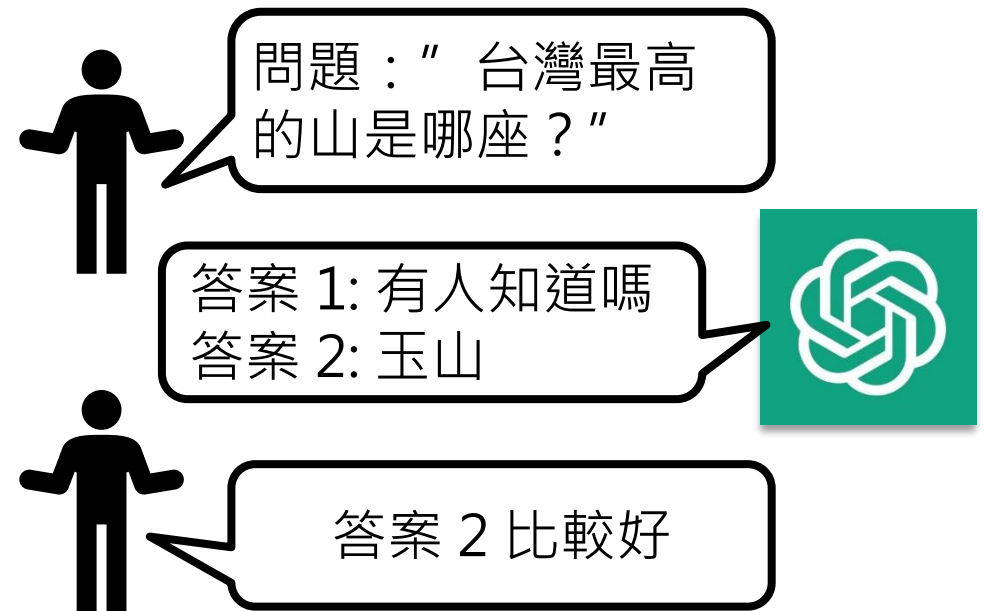 問題：”台灣最高
的山是哪座？”
答案 1: 有人知道嗎
答案 2: 玉山
答案 2 比較好